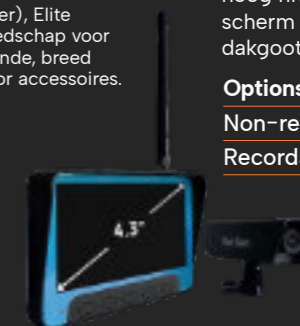 er), Elite
edschap voor
nde, breed
or accessoires.
scherm
dakgoot
Options
Non-re
Record
4.3"